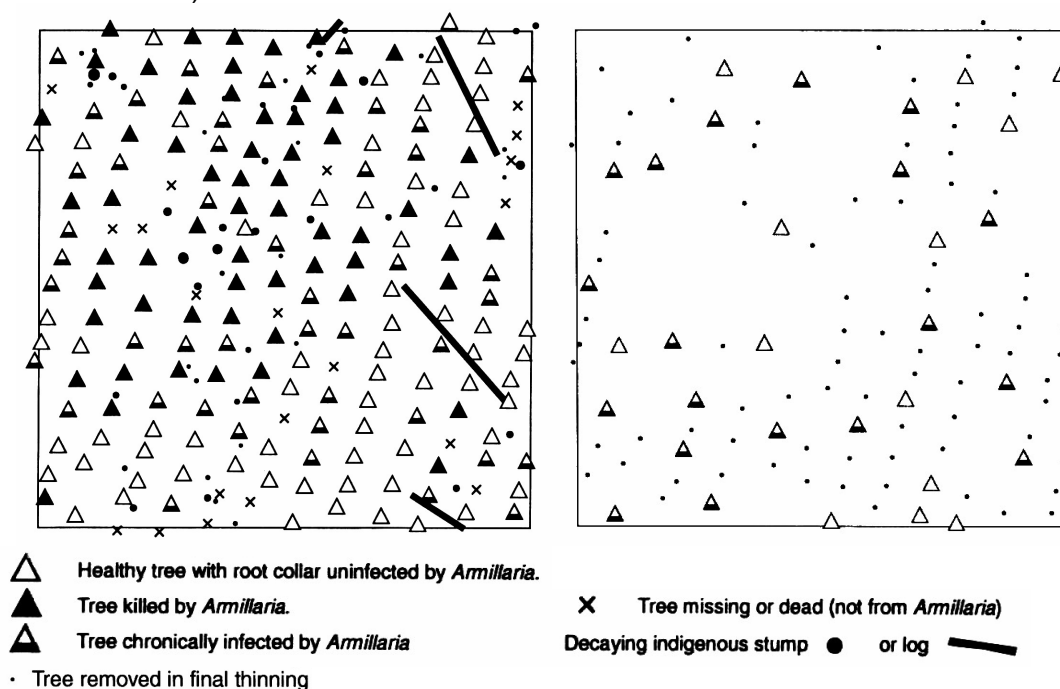 Healthy tree with root collar uninfected by Armillaria.
Tree killed by Armillaria.
Tree chronically infected by Armillaria
· Tree removed in final thinning
Tree missing or dead (not from Armillaria)
Decaying indigenous stump or log